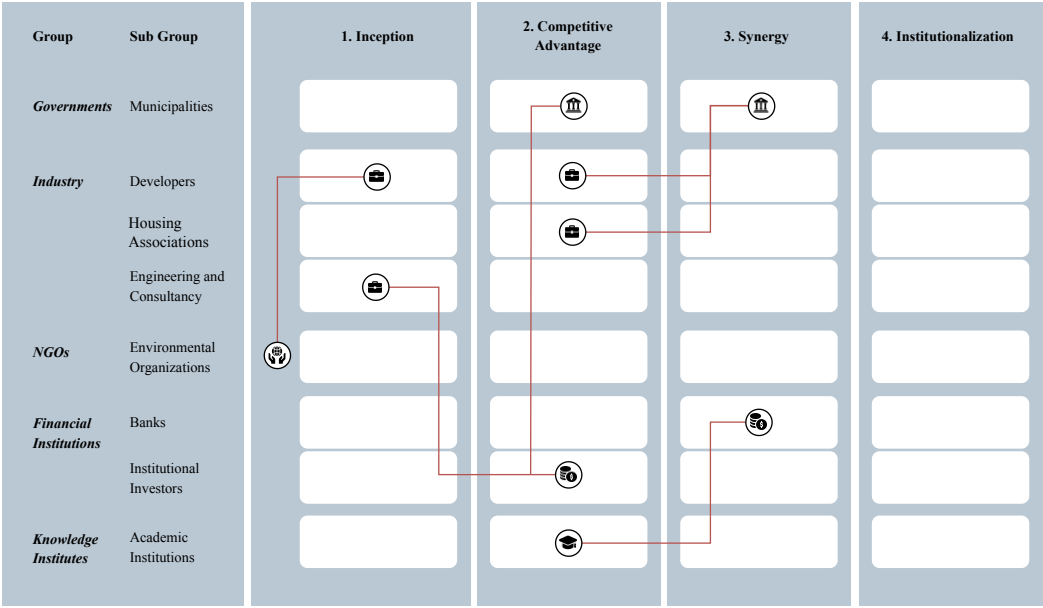 Group
Sub Group
1. Inception
2. Competitive
Advantage
3. Synergy
4. Institutionalization
Governments
Municipalities
Industry
Developers
Housing
Associations
Engineering and
Consultancy
NGOs
Environmental
Organizations
Financial
Institutions
Banks
Institutional
Investors
Knowledge
Institutes
Academic
Institutions